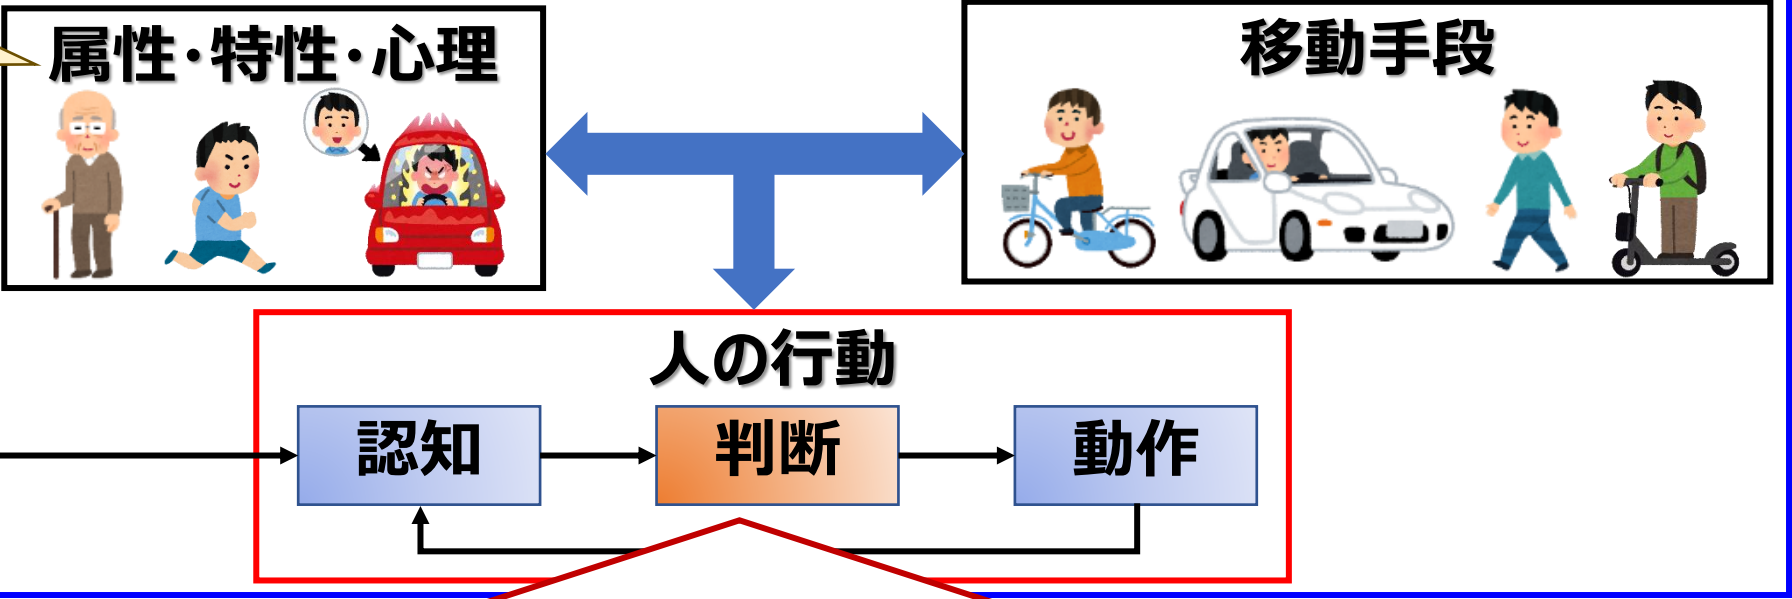 属性・特性・心理
移動手段
人の行動
認知
判断
動作